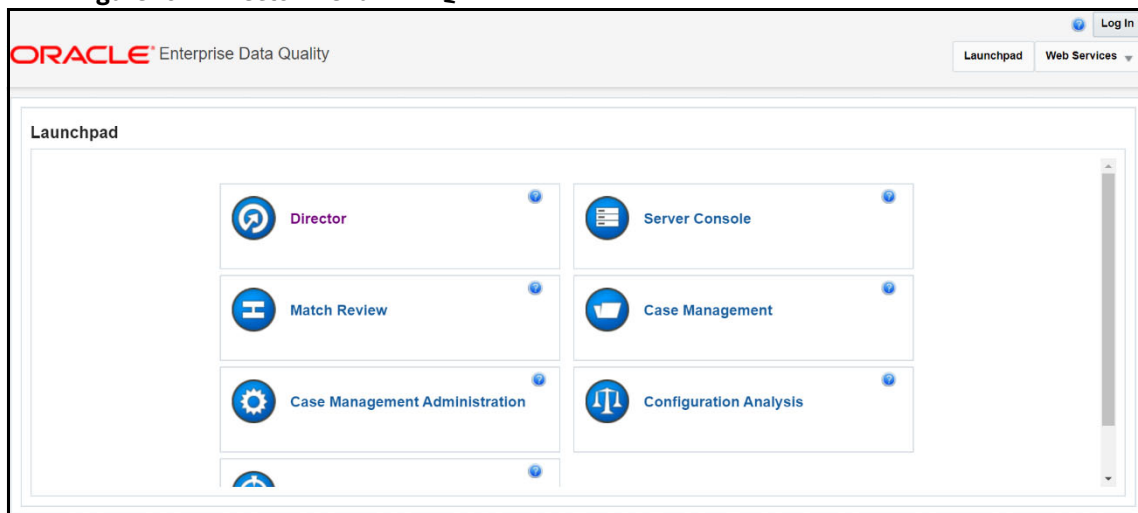 Log In
ORACLE Enterprise Data Quality
Launchpad
Web Services
Launchpad
Director
Server Console
Match Review
Case Management
Case Management Administration
Configuration Analysis